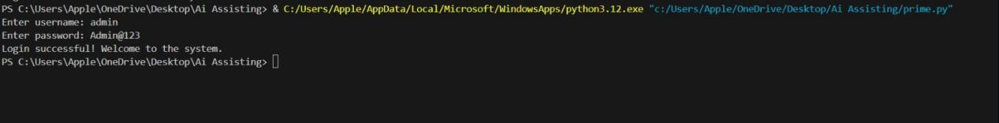 PS C:\Users\Apple\OneDrive\Desktop\Ai Assisting> & C:/Users/Apple/AppData/Local/Microsoft/WindowsApps/python3.12.exe "c:/Users/Apple/OneDrive/Desktop/Ai Assisting/prime.py"
Enter username: admin
Enter password: Admin@123
Login successful! Welcome to the system.
PS C:\Users\Apple\OneDrive\Desktop\Ai Assisting>